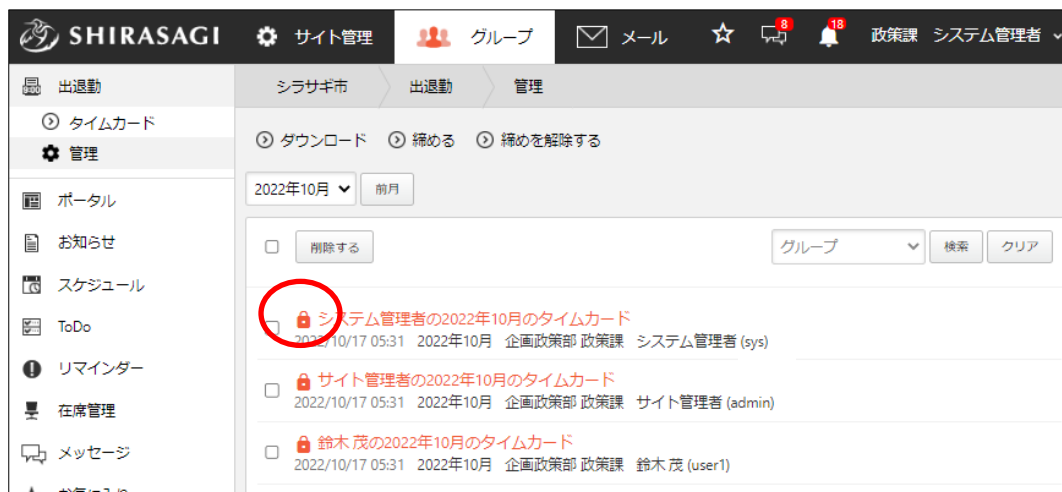 SHIRASAGI サイト管理 グループ メール 8 18 政策課 システム管理者
出退勤
タイムカード
管理
ポータル
お知らせ
スケジュール
ToDo
リマインダー
在席管理
メッセージ
シラサギ市 出退勤 管理
ダウンロード 締める 締めを解除する
2022年10月 前月
削除する グループ 検索 クリア
システム管理者の2022年10月のタイムカード
2022/10/17 05:31 2022年10月 企画政策部 政策課 システム管理者 (sys)
サイト管理者の2022年10月のタイムカード
2022/10/17 05:31 2022年10月 企画政策部 政策課 サイト管理者 (admin)
鈴木 茂の2022年10月のタイムカード
2022/10/17 05:31 2022年10月 企画政策部 政策課 鈴木 茂 (user1)